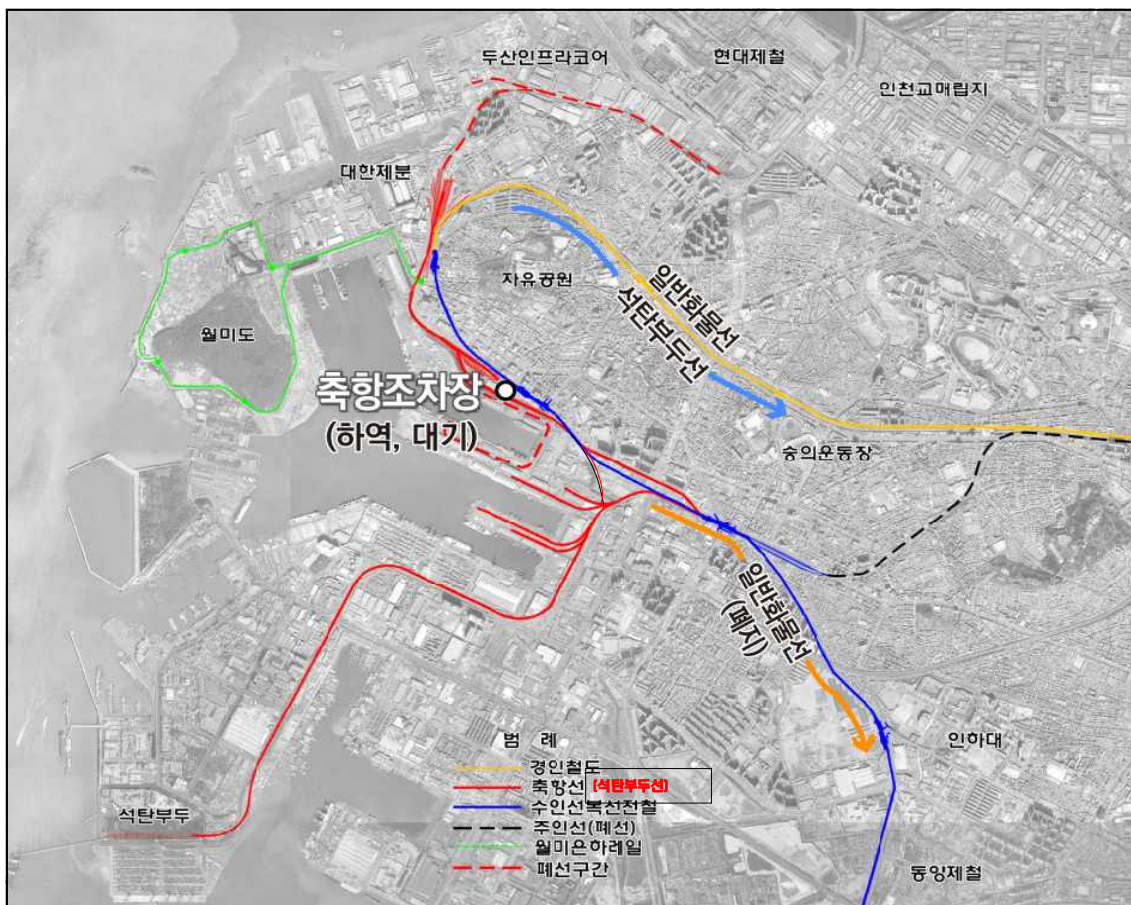 두산인프라코어
현대제철
인천교매립지
대한제분
자유공원
일반화물선
석탄부두선
월미도
축항조차장
(하역, 대기)
숭의운동장
일반화물선
(폐지)
인하대
범 례
경인철도
축항선 (석탄부두선)
수인선복선전철
주인선(폐선)
월미은하레일
폐선구간
석탄부두
동양제철